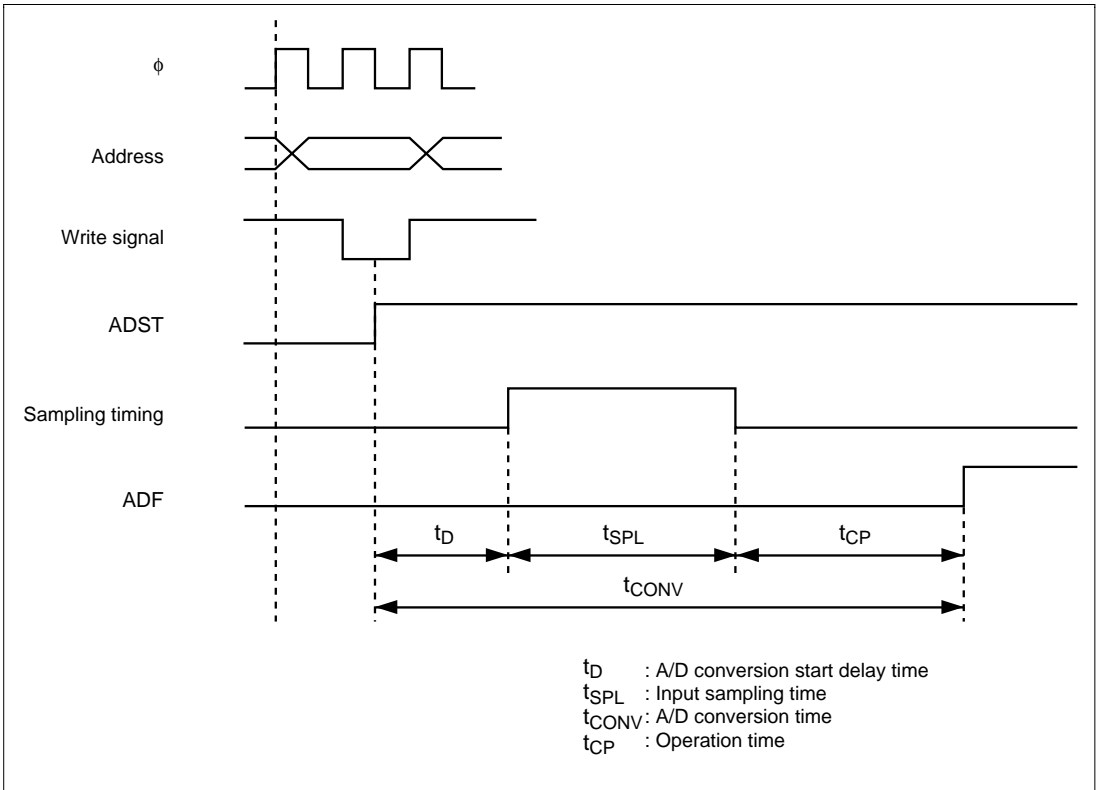 ϕ
Address
Write signal
ADST
Sampling timing
ADF
tD tSPL tCP
tCONV
tD : A/D conversion start delay time
tSPL : Input sampling time
tCONV : A/D conversion time
tCP : Operation time